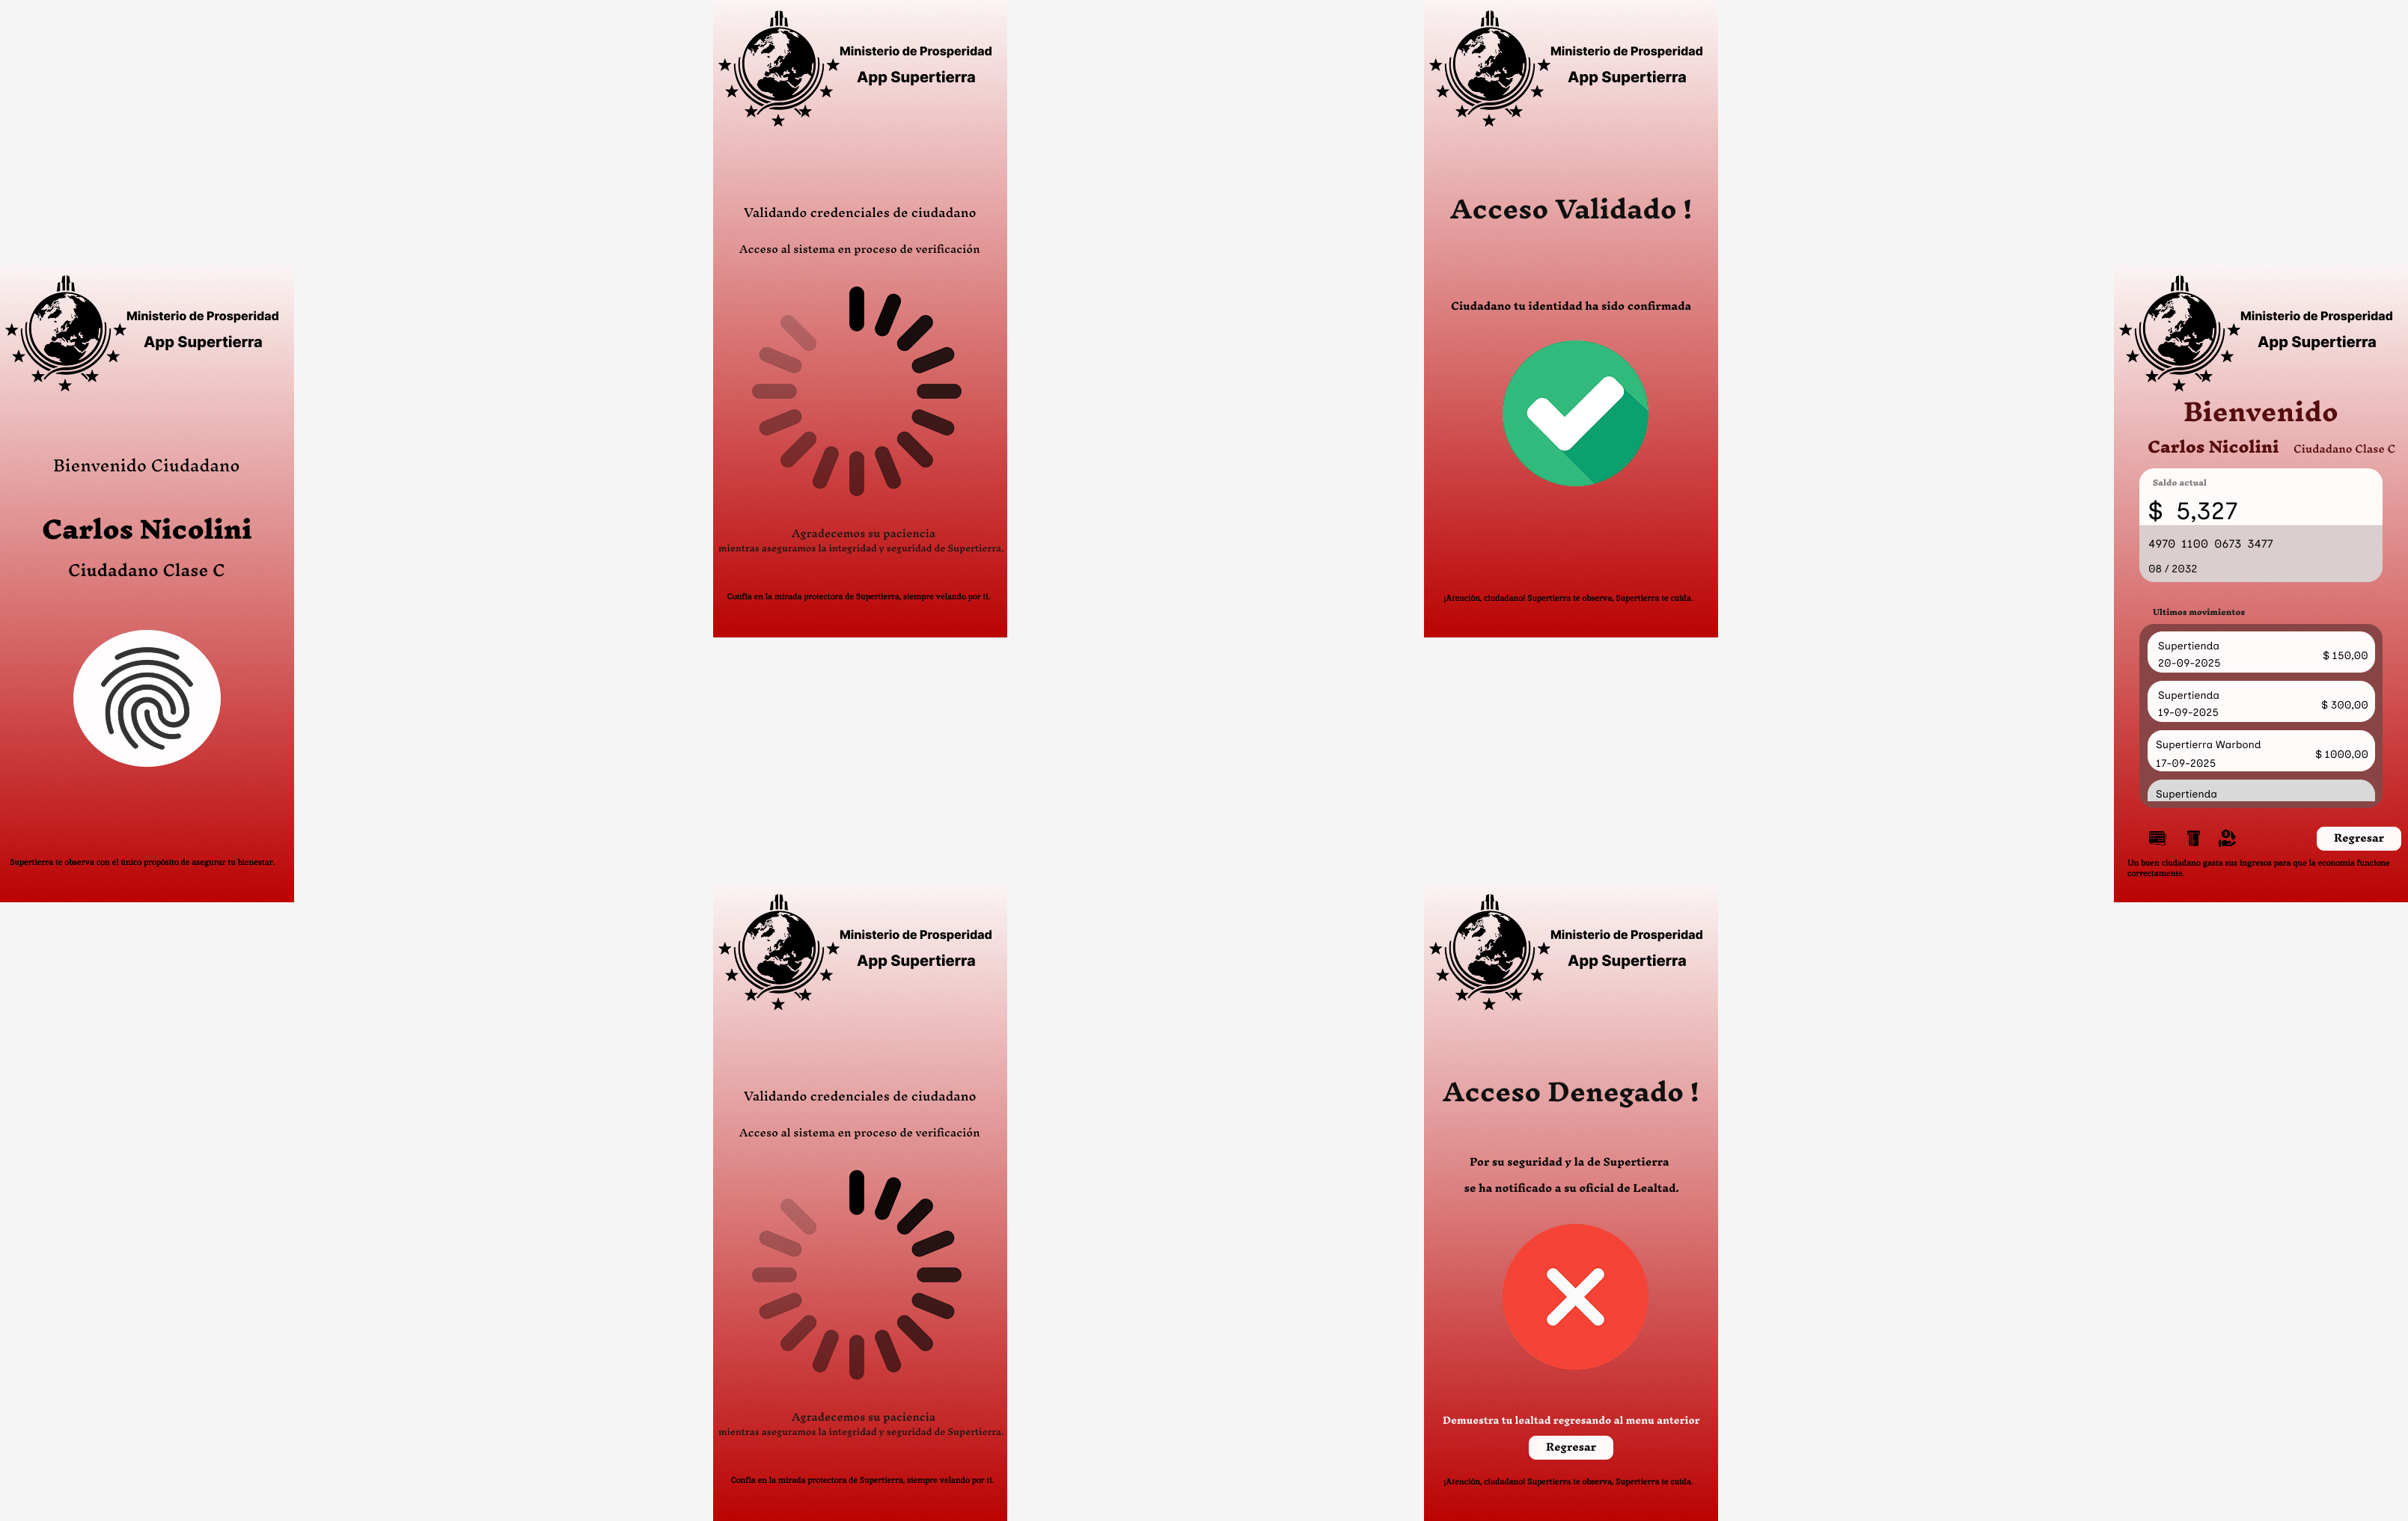 Ministerio de Prosperidad
App Supertierra
Bienvenido Ciudadano
Carlos Nicolini
Ciudadano Clase C
Supertierra te observa con el único propósito de asegurar tu bienestar.
Ministerio de Prosperidad
App Supertierra
Validando credenciales de ciudadano
Acceso al sistema en proceso de verificación
Agradecemos su paciencia
mientras aseguramos la integridad y seguridad de Supertierra.
Confía en la mirada protectora de Supertierra, siempre velando por ti.
Ministerio de Prosperidad
App Supertierra
Acceso Validado !
Ciudadano tu identidad ha sido confirmada
¡Atención, ciudadano! Supertierra te observa, Supertierra te cuida.
Ministerio de Prosperidad
App Supertierra
Bienvenido
Carlos Nicolini Ciudadano Clase C
Saldo actual
$ 5,327
4970 1100 0673 3477
08 / 2032
Ultimos movimientos
Supertienda
20-09-2025
$ 150,00
Supertienda
19-09-2025
$ 300,00
Supertierra Warbond
17-09-2025
$ 1000,00
Supertienda
Regresar
Un buen ciudadano gasta sus ingresos para que la economia funcione
correctamente.
Ministerio de Prosperidad
App Supertierra
Validando credenciales de ciudadano
Acceso al sistema en proceso de verificación
Agradecemos su paciencia
mientras aseguramos la integridad y seguridad de Supertierra.
Confía en la mirada protectora de Supertierra, siempre velando por ti.
Ministerio de Prosperidad
App Supertierra
Acceso Denegado !
Por su seguridad y la de Supertierra
se ha notificado a su oficial de Lealtad.
Demuestra tu lealtad regresando al menu anterior
Regresar
¡Atención, ciudadano! Supertierra te observa, Supertierra te cuida.